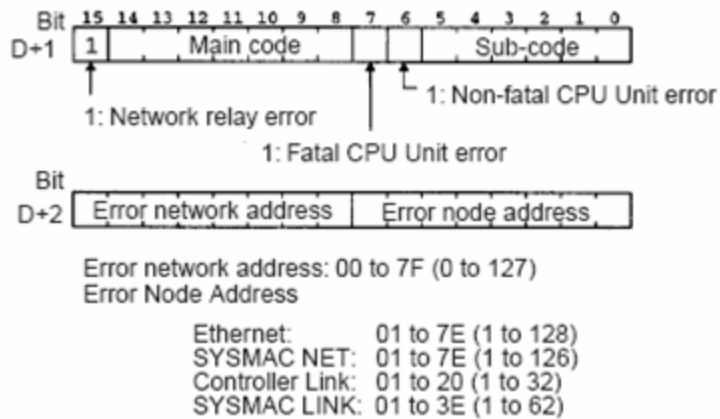 Bit 15 14 13 12 11 10 9 8 7 6 5 4 3 2 1 0
D+1 1 Main code Sub-code
1: Non-fatal CPU Unit error
1: Network relay error
1: Fatal CPU Unit error
Bit
D+2 Error network address Error node address
Error network address: 00 to 7F (0 to 127)
Error Node Address
Ethernet: 01 to 7E (1 to 128)
SYSMAC NET: 01 to 7E (1 to 126)
Controller Link: 01 to 20 (1 to 32)
SYSMAC LINK: 01 to 3E (1 to 62)